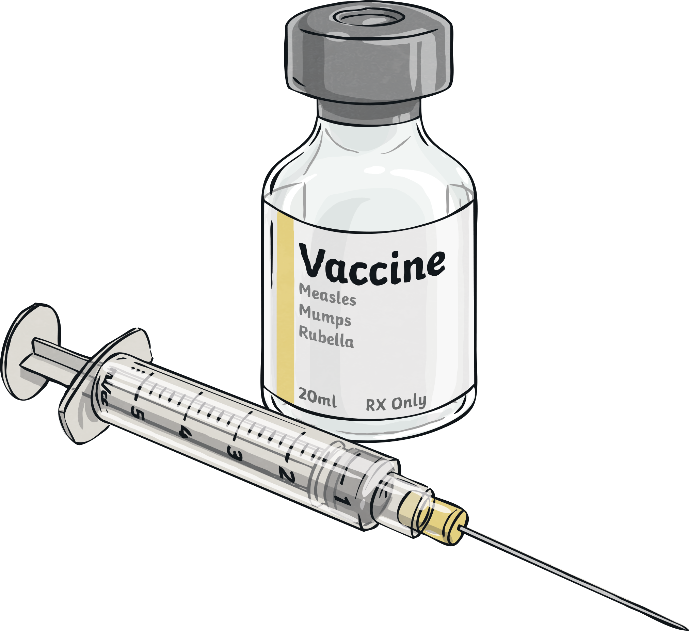 Vaccine
Measles
Mumps
Rubella
20ml RX Only
5
4
3
2
1